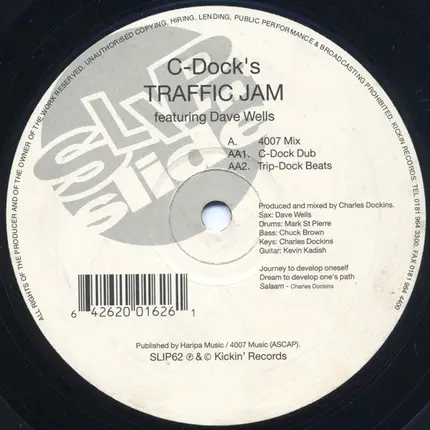 ALL RIGHTS OF THE PRODUCER AND OF THE OWNER OF THE WORK RESERVED. UNAUTHORISED COPYING, HIRING, LENDING, PUBLIC PERFORMANCE & BROADCASTING PROHIBITED. KICKIN RECORDS. TEL 0181 964 3300. FAX 0181 964 4400
Slip
'n'
Slide
C-Dock's
TRAFFIC JAM
featuring Dave Wells
A. 4007 Mix
AA1. C-Dock Dub
AA2. Trip-Dock Beats
Produced and mixed by Charles Dockins.
Sax: Dave Wells
Drums: Mark St Pierre
Bass: Chuck Brown
Keys: Charles Dockins
Guitar: Kevin Kadish
Journey to develop oneself
Dream to develop one's path
Salaam - Charles Dockins
6 42620 01626 1
Published by Haripa Music / 4007 Music (ASCAP).
SLIP62 ℗ & © Kickin' Records